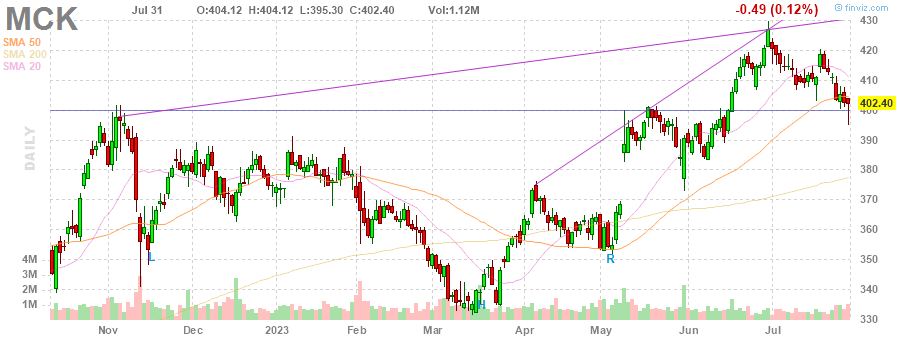 MCK Jul 31 O:404.12 H:404.12 L:395.30 C:402.40 Vol:1.12M -0.49 (0.12%) © finviz.com
SMA 50
SMA 200
SMA 20
DAILY
430
420
410
402.40
400
390
380
370
360
350
340
330
4M
3M
2M
1M
L
H
R
Nov Dec 2023 Feb Mar Apr May Jun Jul